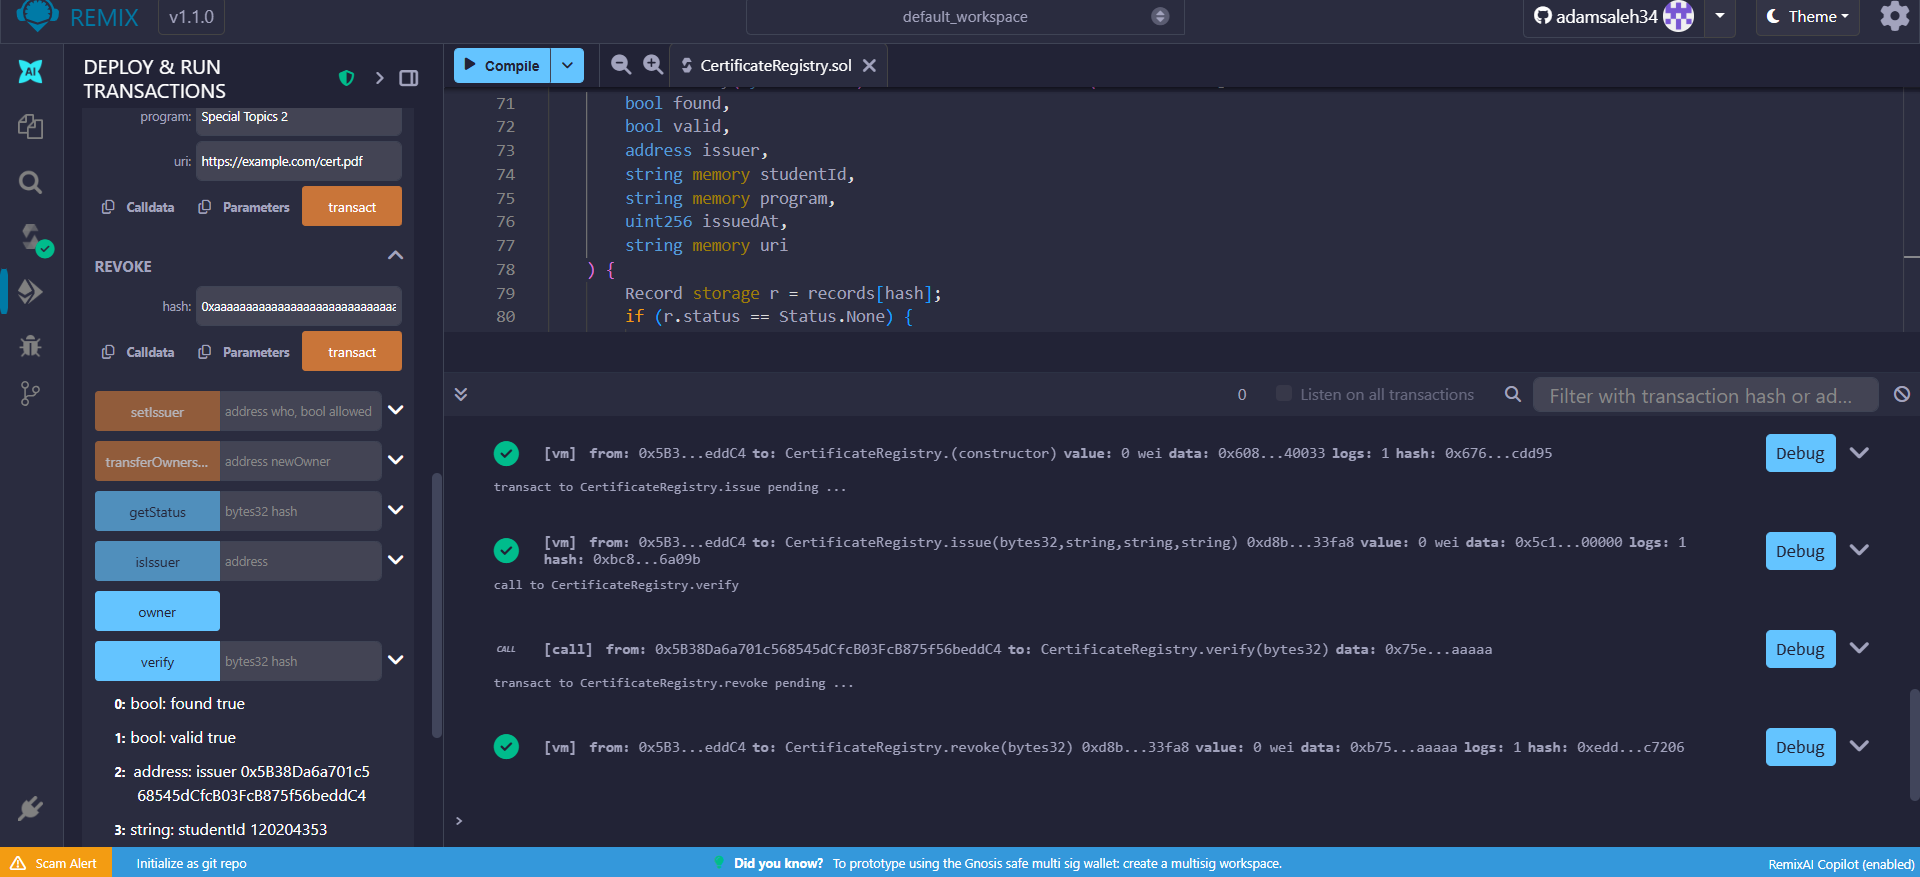 REMIX v1.1.0
default_workspace
adamsaleh34
Theme
DEPLOY & RUN
TRANSACTIONS
program: Special Topics 2
uri: https://example.com/cert.pdf
Calldata Parameters transact
REVOKE
hash: 0xaaaaaaaaaaaaaaaaaaaaaaaaaaaaa
Calldata Parameters transact
setIssuer address who, bool allowed
transferOwners... address newOwner
getStatus bytes32 hash
isIssuer address
owner
verify bytes32 hash
0: bool: found true
1: bool: valid true
2: address: issuer 0x5B38Da6a701c5
68545dCfcB03FcB875f56beddC4
3: string: studentId 120204353
Compile
CertificateRegistry.sol
71 bool found,
72 bool valid,
73 address issuer,
74 string memory studentId,
75 string memory program,
76 uint256 issuedAt,
77 string memory uri
78 ) {
79 Record storage r = records[hash];
80 if (r.status == Status.None) {
0 Listen on all transactions Filter with transaction hash or ad...
[vm] from: 0x5B3...eddC4 to: CertificateRegistry.(constructor) value: 0 wei data: 0x608...40033 logs: 1 hash: 0x676...cdd95 Debug
transact to CertificateRegistry.issue pending ...
[vm] from: 0x5B3...eddC4 to: CertificateRegistry.issue(bytes32,string,string,string) 0xd8b...33fa8 value: 0 wei data: 0x5c1...00000 logs: 1
hash: 0xbc8...6a09b Debug
call to CertificateRegistry.verify
CALL [call] from: 0x5B38Da6a701c568545dCfcB03FcB875f56beddC4 to: CertificateRegistry.verify(bytes32) data: 0x75e...aaaaa Debug
transact to CertificateRegistry.revoke pending ...
[vm] from: 0x5B3...eddC4 to: CertificateRegistry.revoke(bytes32) 0xd8b...33fa8 value: 0 wei data: 0xb75...aaaaa logs: 1 hash: 0xedd...c7206 Debug
>
Scam Alert Initialize as git repo Did you know? To prototype using the Gnosis safe multi sig wallet: create a multisig workspace. RemixAI Copilot (enabled)
AI